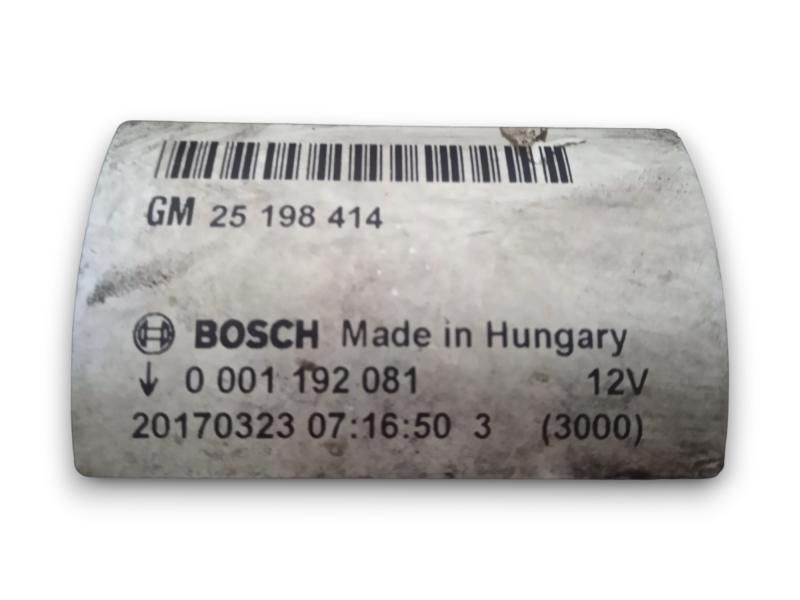 GM 25 198 414
BOSCH Made in Hungary
↓ 0 001 192 081 12V
20170323 07:16:50 3 (3000)